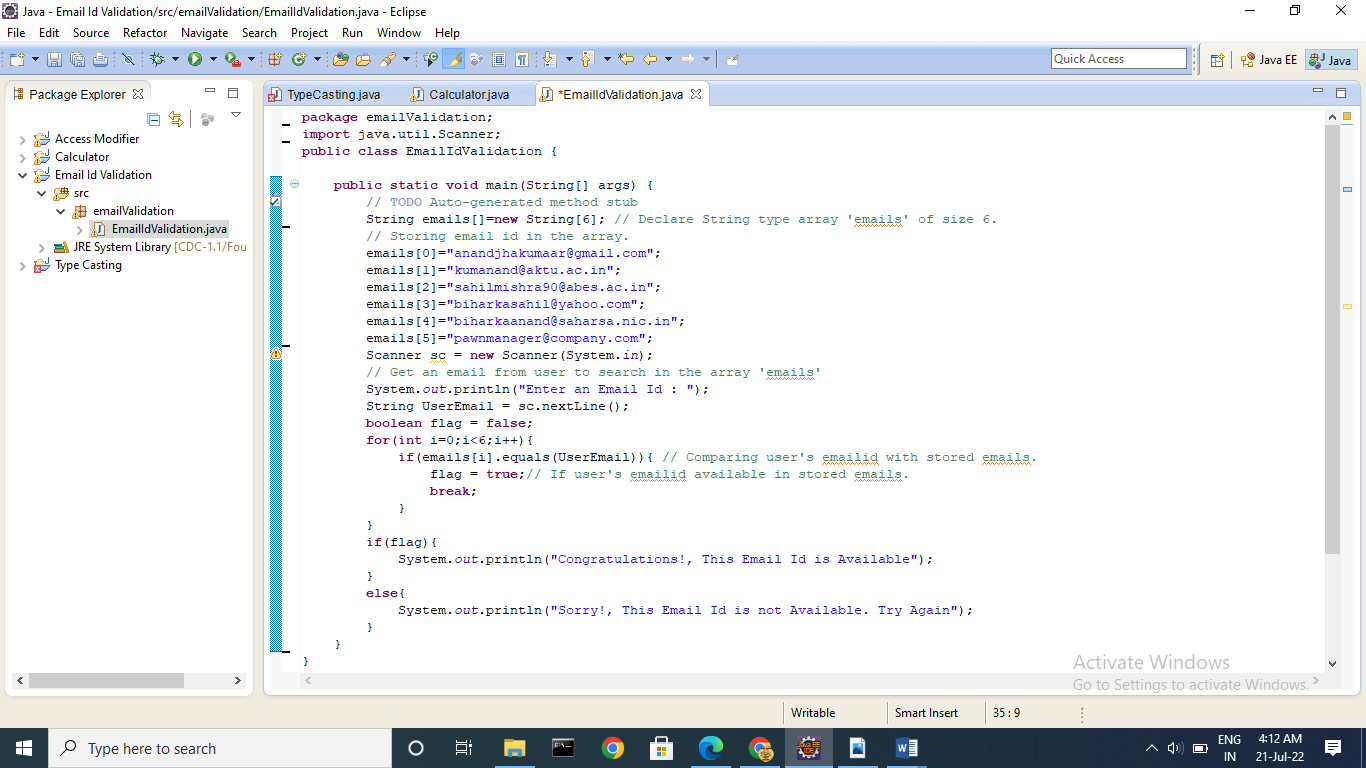 Java - Email Id Validation/src/emailValidation/EmailIdValidation.java - Eclipse
File Edit Source Refactor Navigate Search Project Run Window Help
Quick Access
Java EE
Java
Package Explorer
Access Modifier
Calculator
Email Id Validation
src
emailValidation
EmailIdValidation.java
JRE System Library [CDC-1.1/Fou
Type Casting
TypeCasting.java Calculator.java *EmailIdValidation.java
package emailValidation;
import java.util.Scanner;
public class EmailIdValidation {
public static void main(String[] args) {
// TODO Auto-generated method stub
String emails[]=new String[6]; // Declare String type array 'emails' of size 6.
// Storing email id in the array.
emails[0]="anandjhakumaar@gmail.com";
emails[1]="kumanand@aktu.ac.in";
emails[2]="sahilmishra90@abes.ac.in";
emails[3]="biharkasahil@yahoo.com";
emails[4]="biharkaanand@saharsa.nic.in";
emails[5]="pawnmanager@company.com";
Scanner sc = new Scanner(System.in);
// Get an email from user to search in the array 'emails'
System.out.println("Enter an Email Id : ");
String UserEmail = sc.nextLine();
boolean flag = false;
for(int i=0;i<6;i++){
if(emails[i].equals(UserEmail)){ // Comparing user's emailid with stored emails.
flag = true;// If user's emailid available in stored emails.
break;
}
}
if(flag){
System.out.println("Congratulations!, This Email Id is Available");
}
else{
System.out.println("Sorry!, This Email Id is not Available. Try Again");
}
}
}
Activate Windows
Go to Settings to activate Windows.
Writable Smart Insert 35 : 9
Type here to search
ENG
IN
4:12 AM
21-Jul-22